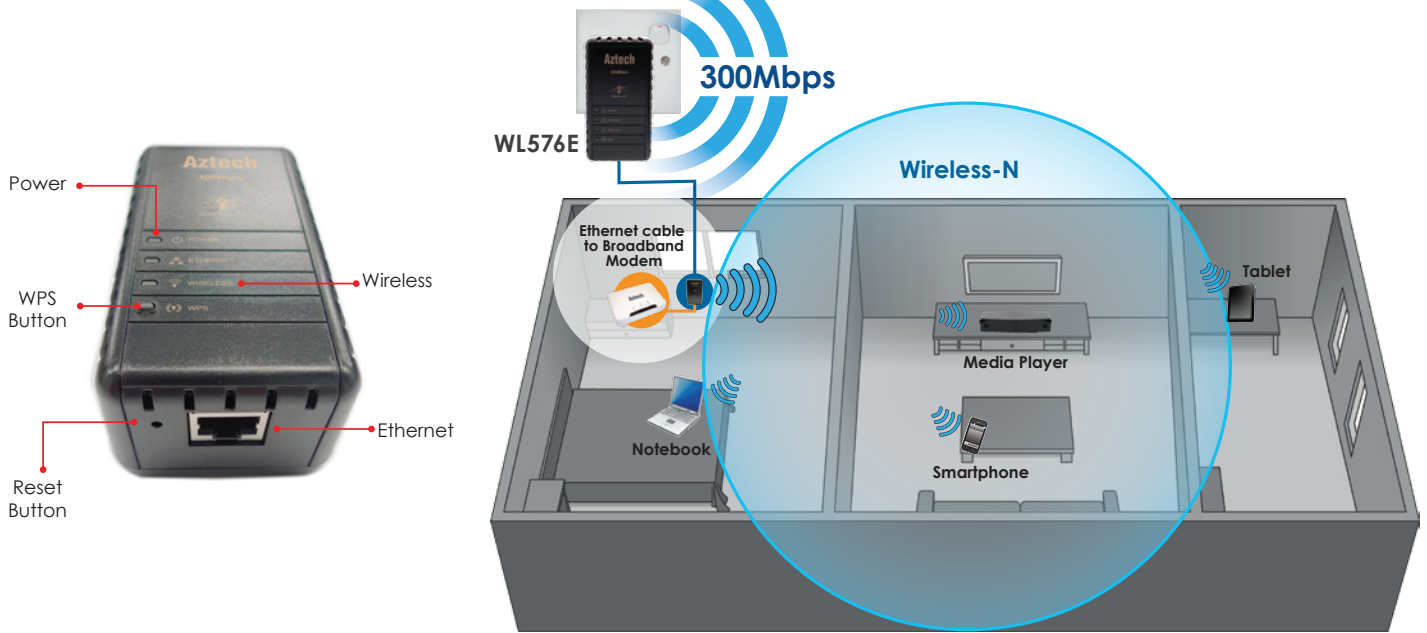 Aztech
300Mbps
POWER
ETHERNET
WIRELESS
WPS
Power
WPS
Button
Reset
Button
Wireless
Ethernet
Aztech
300Mbps
WL576E
Wireless-N
Ethernet cable
to Broadband
Modem
Aztech
Notebook
Media Player
Smartphone
Tablet